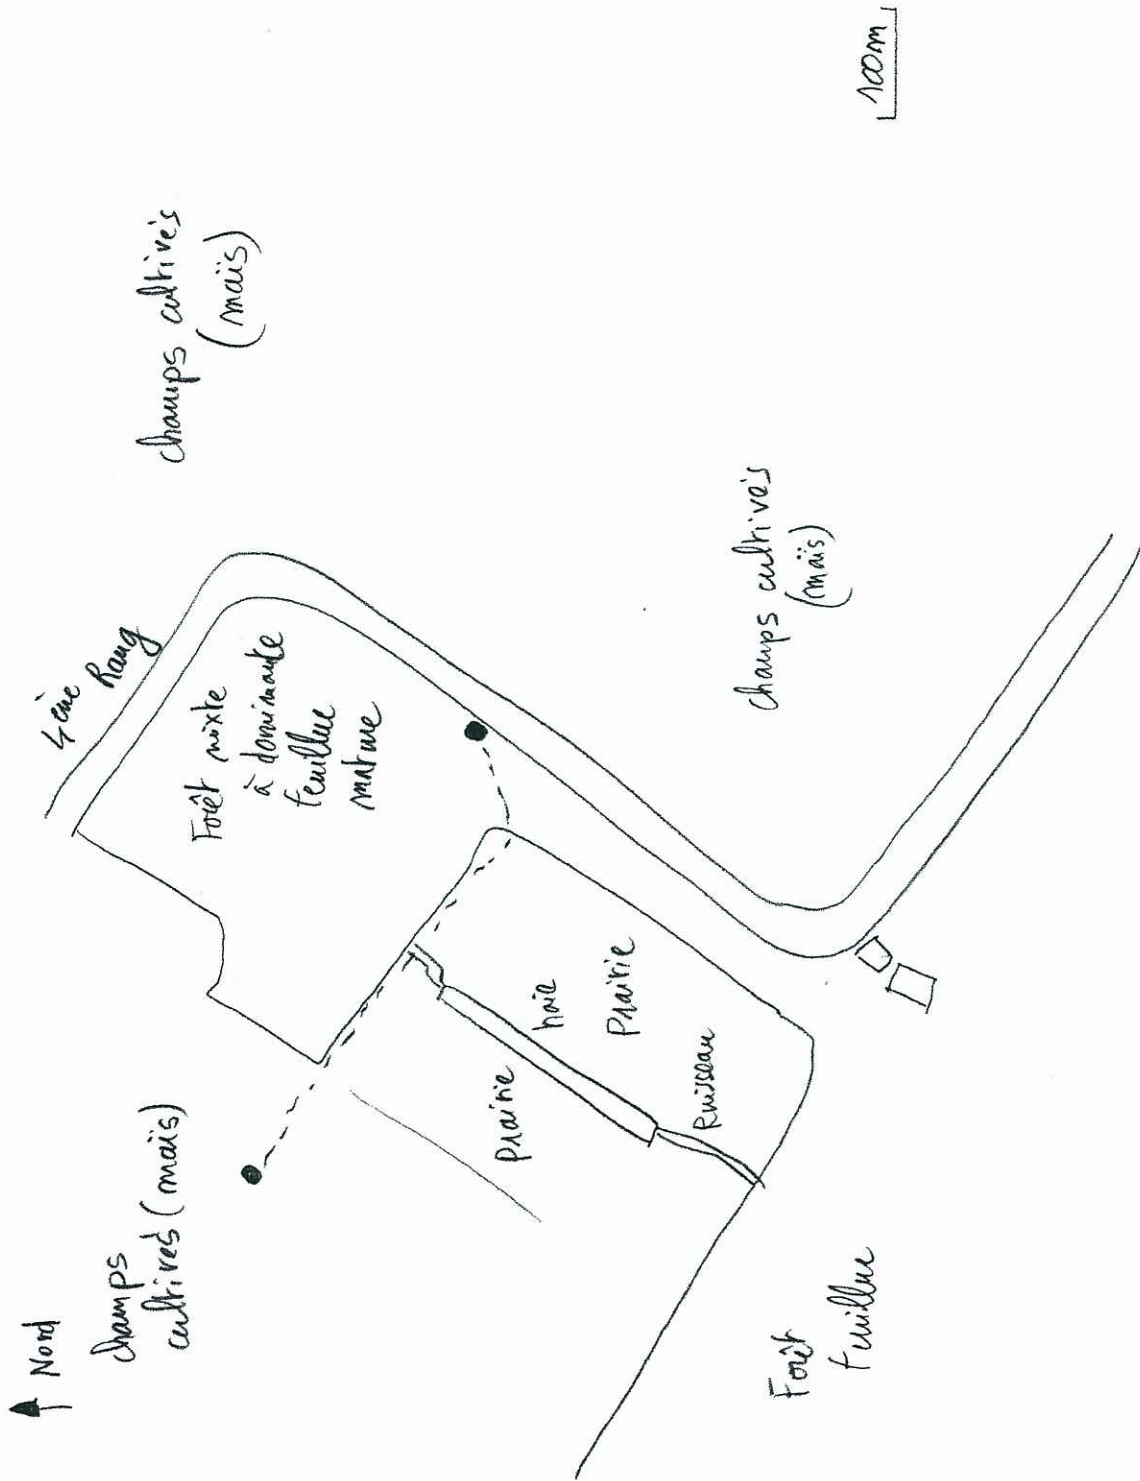 Nord
champs
cultivés (maïs)
4ème
Rang
champs cultivés
(maïs)
Forêt mixte
à dominante
feuillue
mature
prairie
haie
Prairie
Ruisseau
champs cultivés
(maïs)
Forêt
feuillue
100m